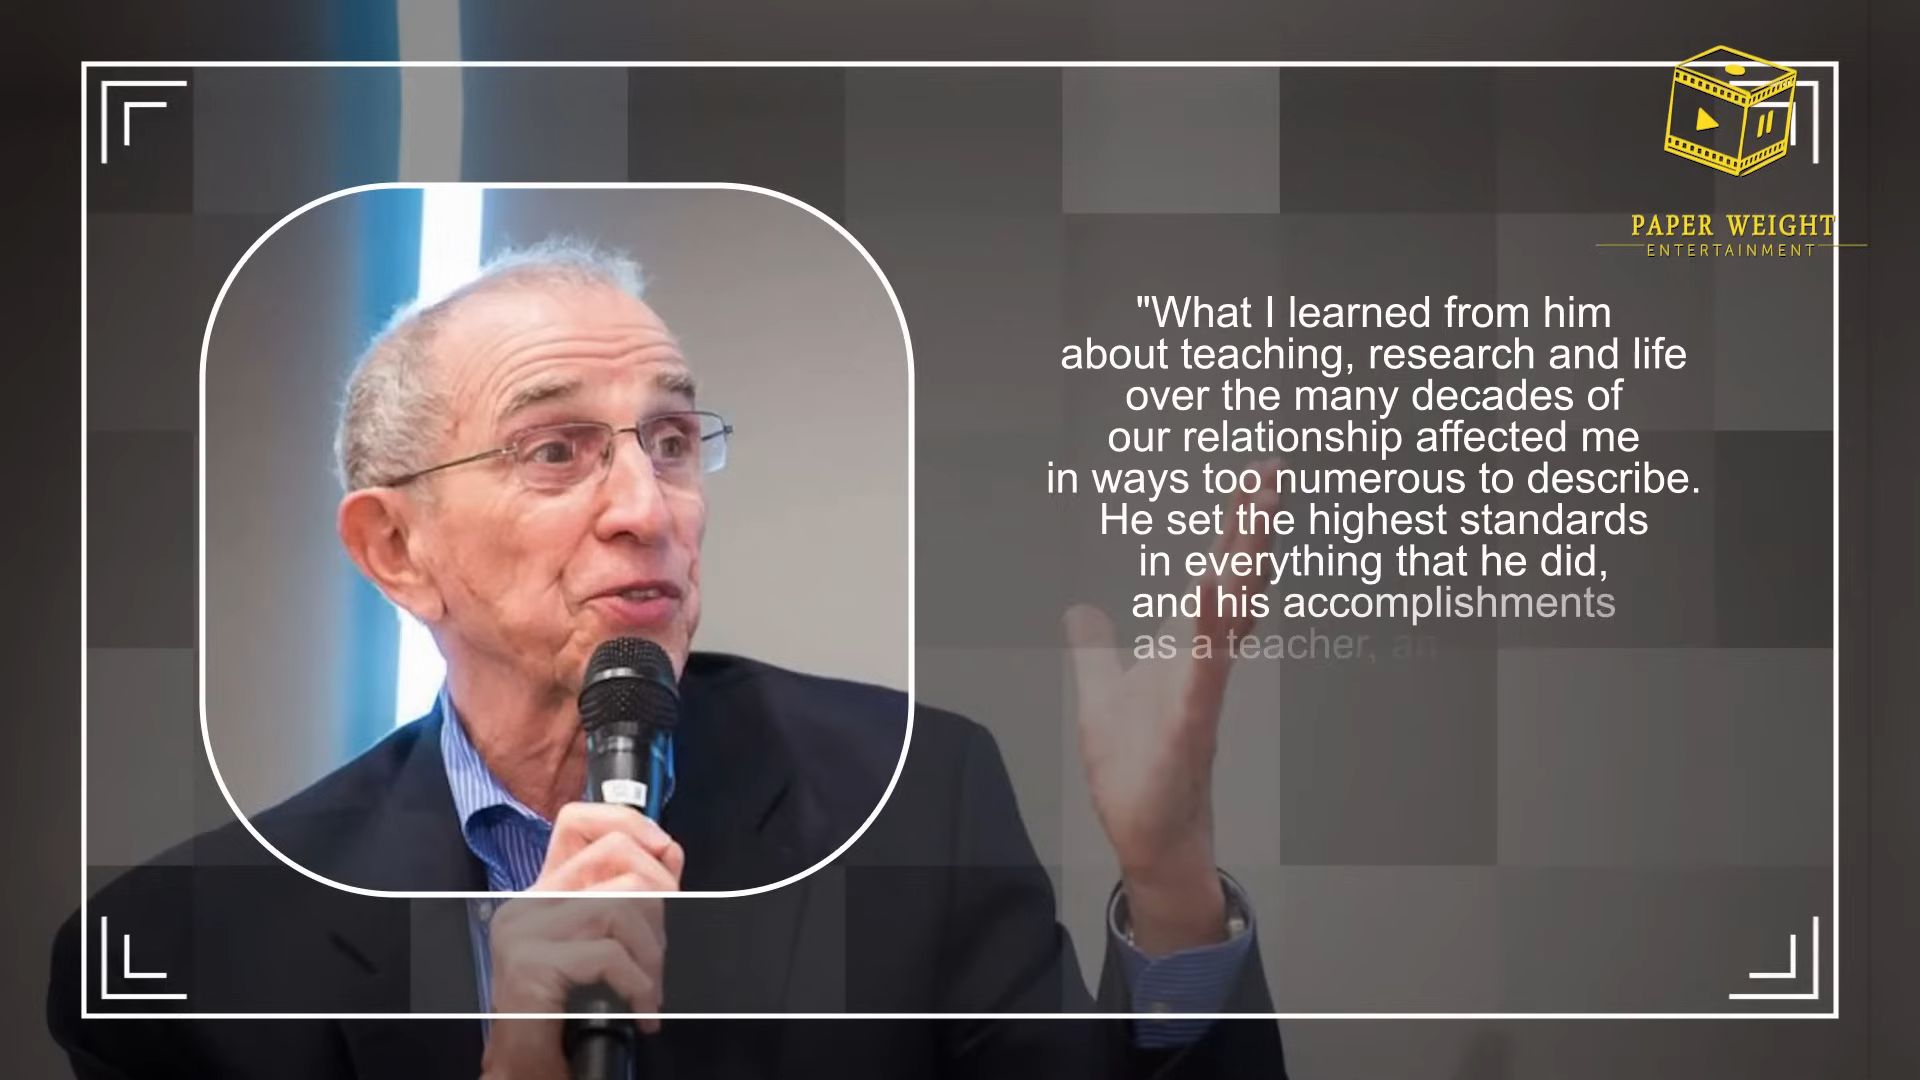 PAPER WEIGHT
ENTERTAINMENT
"What I learned from him
about teaching, research and life
over the many decades of
our relationship affected me
in ways too numerous to describe.
He set the highest standards
in everything that he did,
and his accomplishments
as a teacher, an